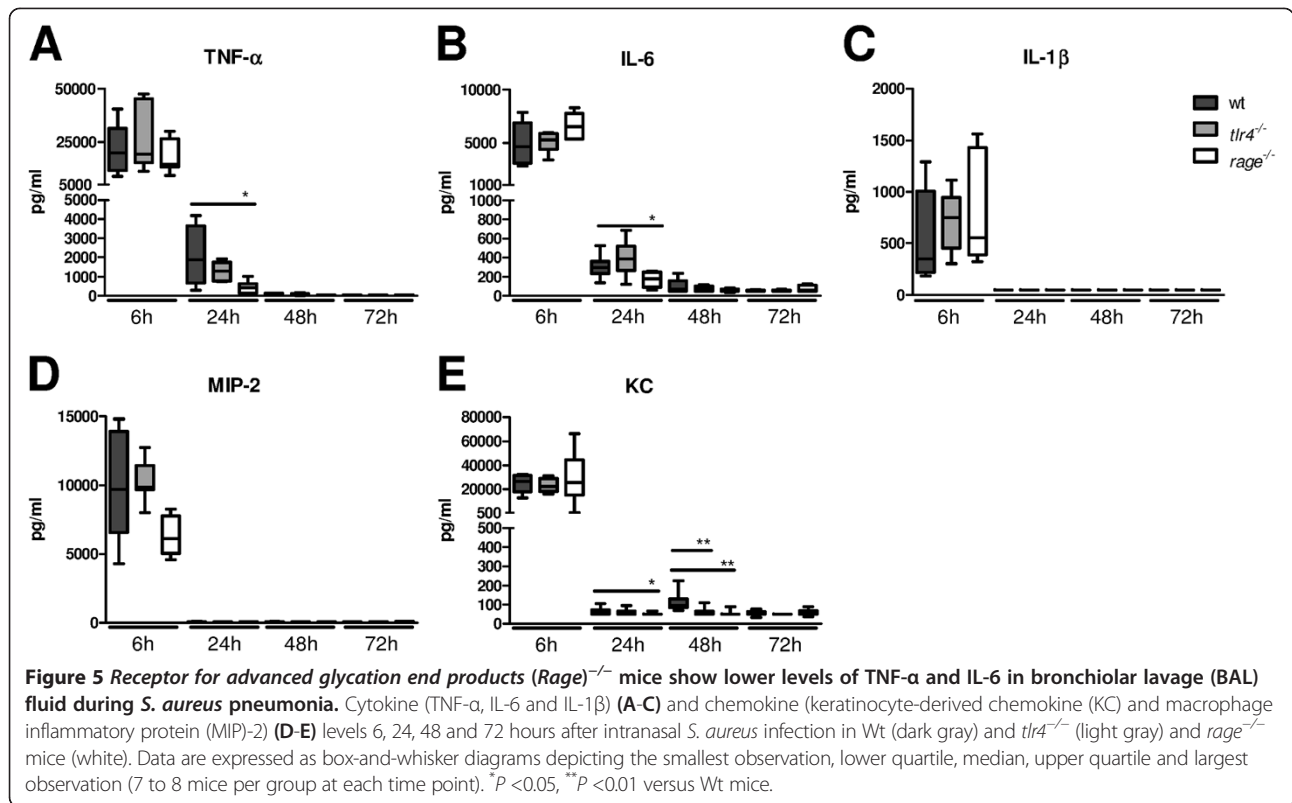 A
TNF-α
pg/ml
50000
25000
5000
5000
4000
3000
2000
1000
0
*
6h 24h 48h 72h
B
IL-6
pg/ml
10000
5000
1000
1000
800
600
400
200
0
*
6h 24h 48h 72h
C
IL-1β
pg/ml
2000
1500
1000
500
0
6h 24h 48h 72h
wt
tlr4-/-
rage-/-
D
MIP-2
pg/ml
15000
10000
5000
0
6h 24h 48h 72h
E
KC
pg/ml
80000
60000
40000
20000
500
500
400
300
200
100
0
*
**
**
6h 24h 48h 72h
Figure 5 Receptor for advanced glycation end products (Rage)−/− mice show lower levels of TNF-α and IL-6 in bronchiolar lavage (BAL)
fluid during S. aureus pneumonia. Cytokine (TNF-α, IL-6 and IL-1β) (A-C) and chemokine (keratinocyte-derived chemokine (KC) and macrophage
inflammatory protein (MIP)-2) (D-E) levels 6, 24, 48 and 72 hours after intranasal S. aureus infection in Wt (dark gray) and tlr4−/− (light gray) and rage−/−
mice (white). Data are expressed as box-and-whisker diagrams depicting the smallest observation, lower quartile, median, upper quartile and largest
observation (7 to 8 mice per group at each time point). *P <0.05, **P <0.01 versus Wt mice.